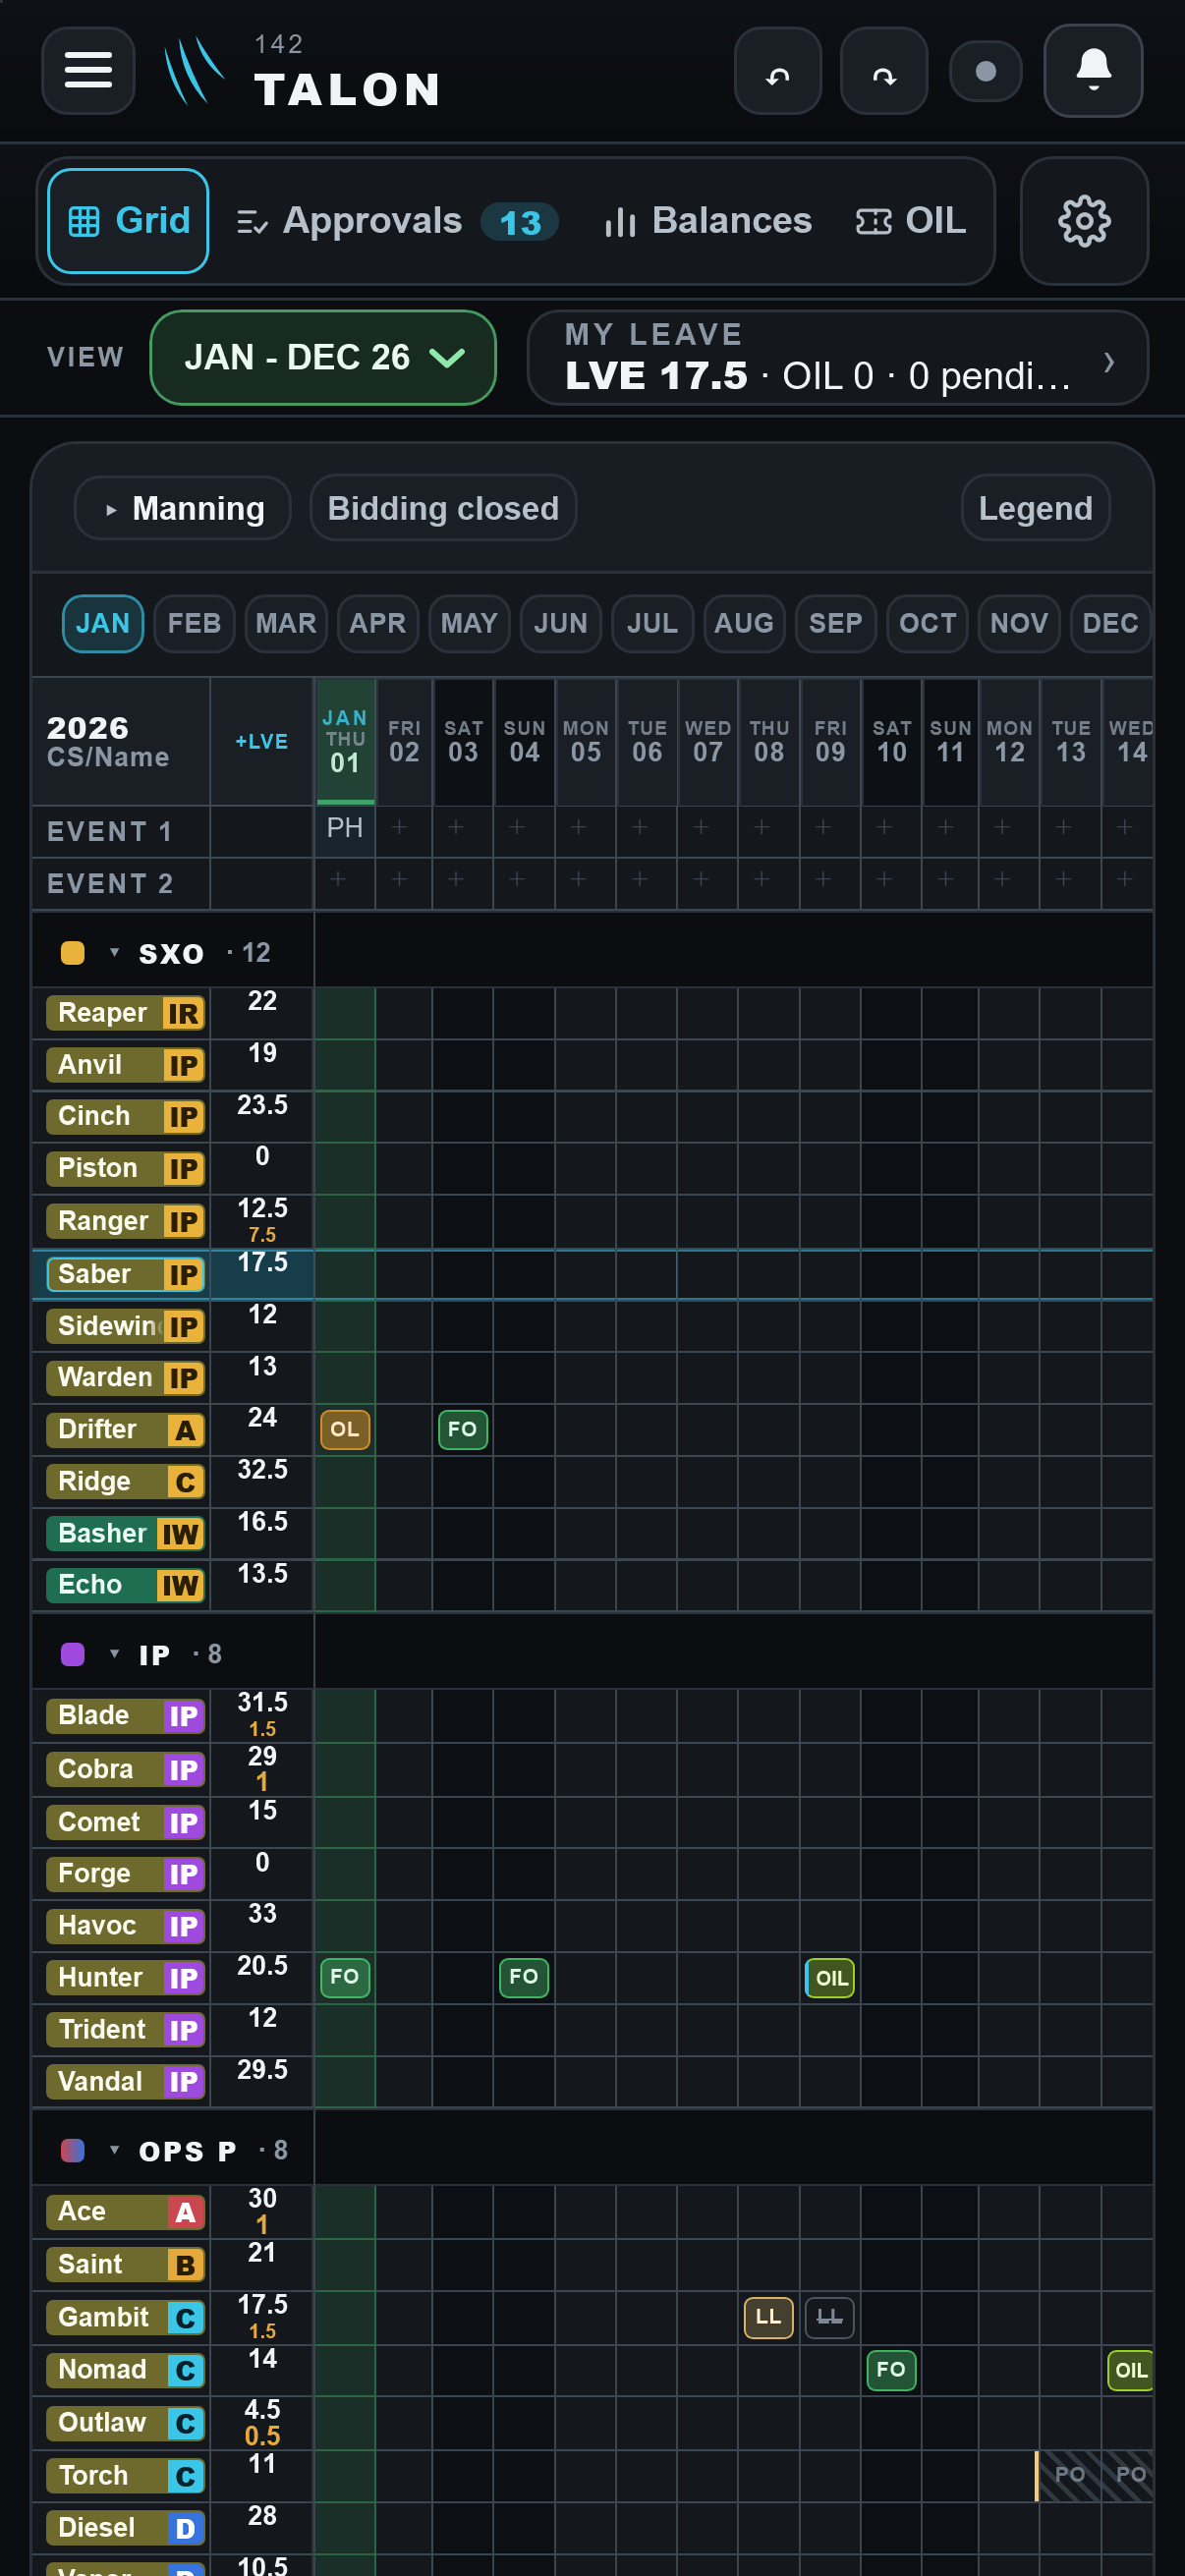 142
TALON
Grid Approvals 13 Balances OIL
VIEW JAN - DEC 26 MY LEAVE
LVE 17.5 · OIL 0 · 0 pendi…
Manning Bidding closed Legend
JAN FEB MAR APR MAY JUN JUL AUG SEP OCT NOV DEC
2026 CS/Name +LVE JAN THU 01 FRI 02 SAT 03 SUN 04 MON 05 TUE 06 WED 07 THU 08 FRI 09 SAT 10 SUN 11 MON 12 TUE 13 WED 14
EVENT 1 PH + + + + + + + + + + + + +
EVENT 2 + + + + + + + + + + + + + +
SXO · 12
Reaper IR 22
Anvil IP 19
Cinch IP 23.5
Piston IP 0
Ranger IP 12.5 7.5
Saber IP 17.5
Sidewin IP 12
Warden IP 13
Drifter A 24 OL FO
Ridge C 32.5
Basher IW 16.5
Echo IW 13.5
IP · 8
Blade IP 31.5 1.5
Cobra IP 29 1
Comet IP 15
Forge IP 0
Havoc IP 33
Hunter IP 20.5 FO FO OIL
Trident IP 12
Vandal IP 29.5
OPS P · 8
Ace A 30 1
Saint B 21
Gambit C 17.5 1.5 LL LL
Nomad C 14 FO OIL
Outlaw C 4.5 0.5
Torch C 11 PO PO
Diesel D 28
10.5